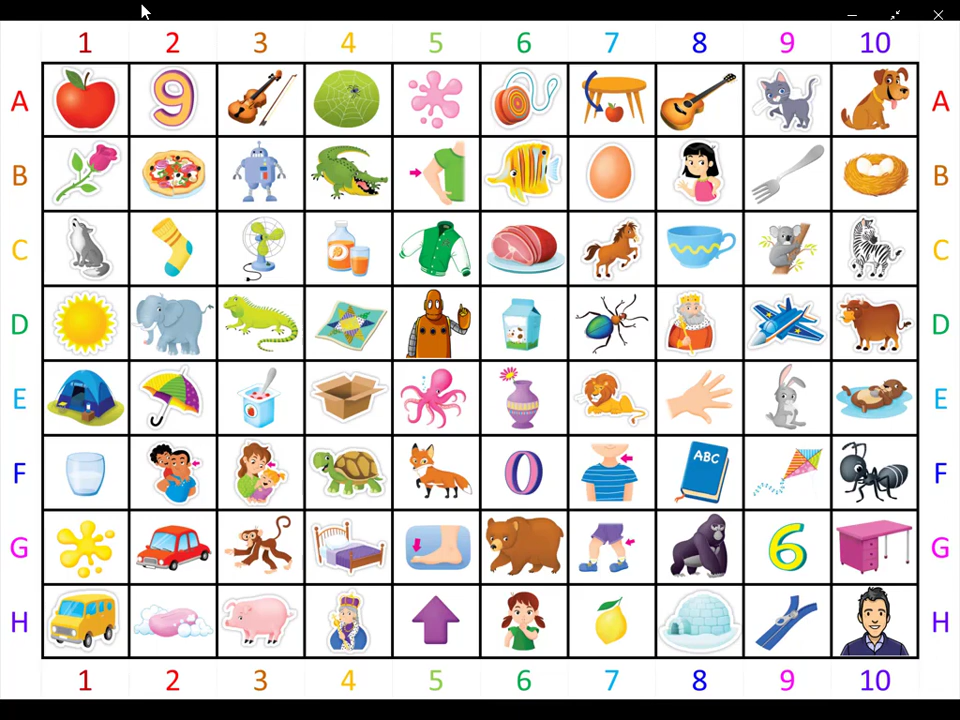 1 2 3 4 5 6 7 8 9 10
A 9 A
B B
C C
D D
E E
F 0 ABC F
G 6 G
H H
1 2 3 4 5 6 7 8 9 10